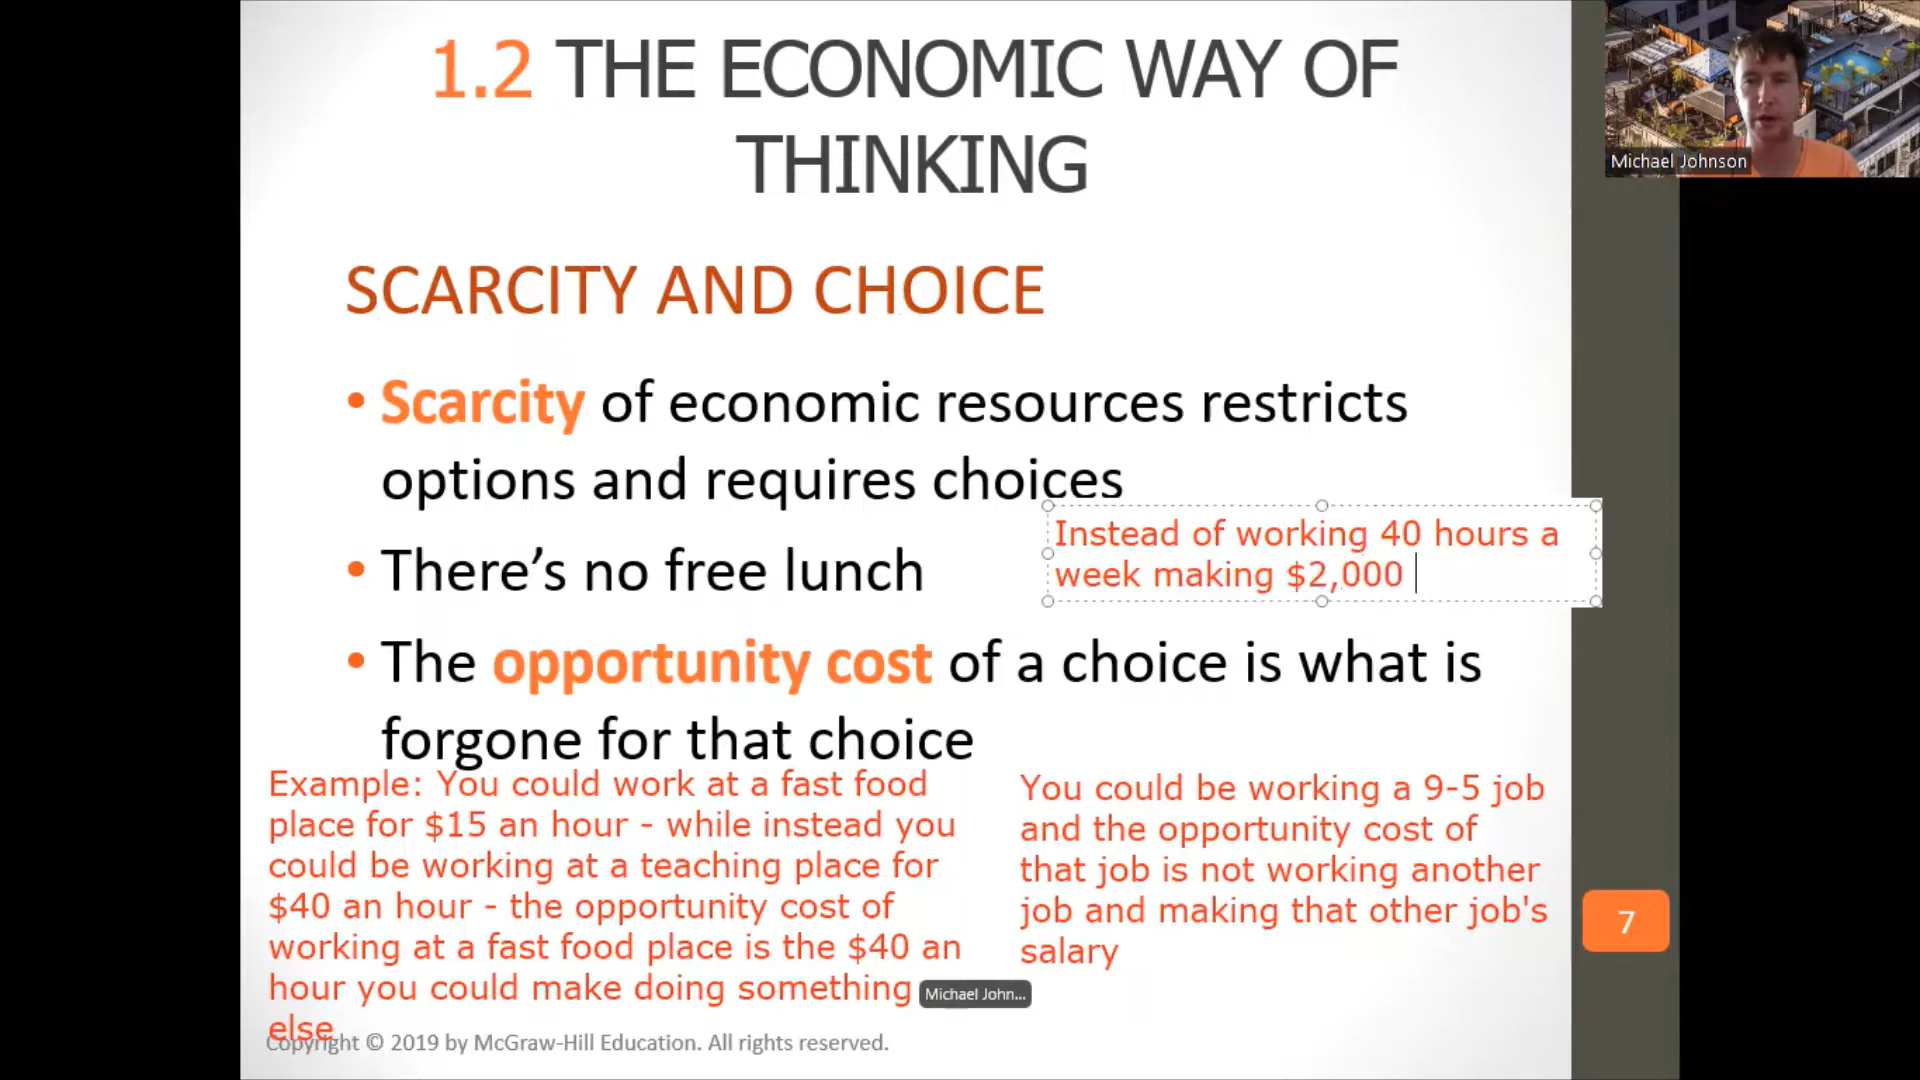 1.2 THE ECONOMIC WAY OF
THINKING
Michael Johnson
SCARCITY AND CHOICE
• Scarcity of economic resources restricts
options and requires choices
• There’s no free lunch
Instead of working 40 hours a
week making $2,000
• The opportunity cost of a choice is what is
forgone for that choice
Example: You could work at a fast food
place for $15 an hour - while instead you
could be working at a teaching place for
$40 an hour - the opportunity cost of
working at a fast food place is the $40 an
hour you could make doing something
else
You could be working a 9-5 job
and the opportunity cost of
that job is not working another
job and making that other job's
salary
7
Michael John...
Copyright © 2019 by McGraw-Hill Education. All rights reserved.